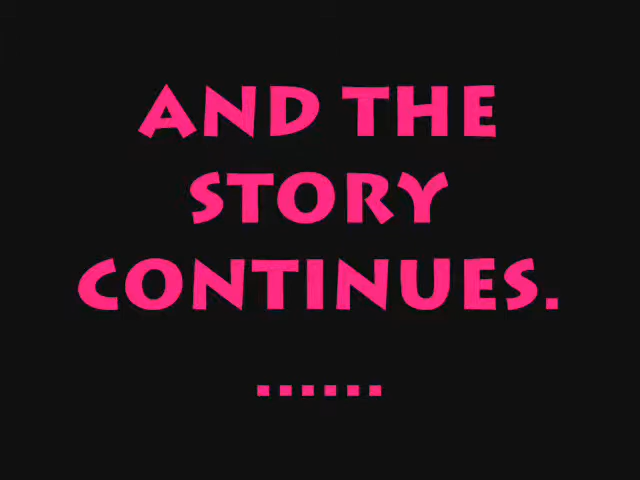 AND THE
STORY
CONTINUES.
......